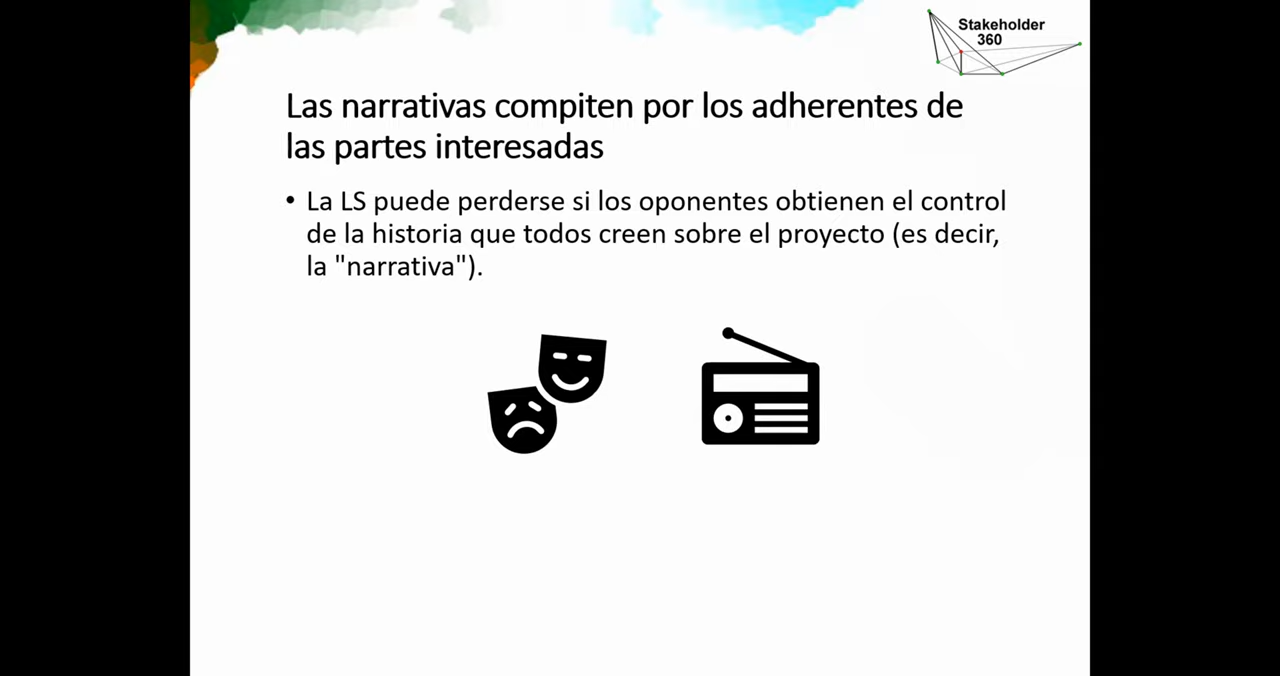 Stakeholder
360
Las narrativas compiten por los adherentes de
las partes interesadas
• La LS puede perderse si los oponentes obtienen el control
de la historia que todos creen sobre el proyecto (es decir,
la "narrativa").